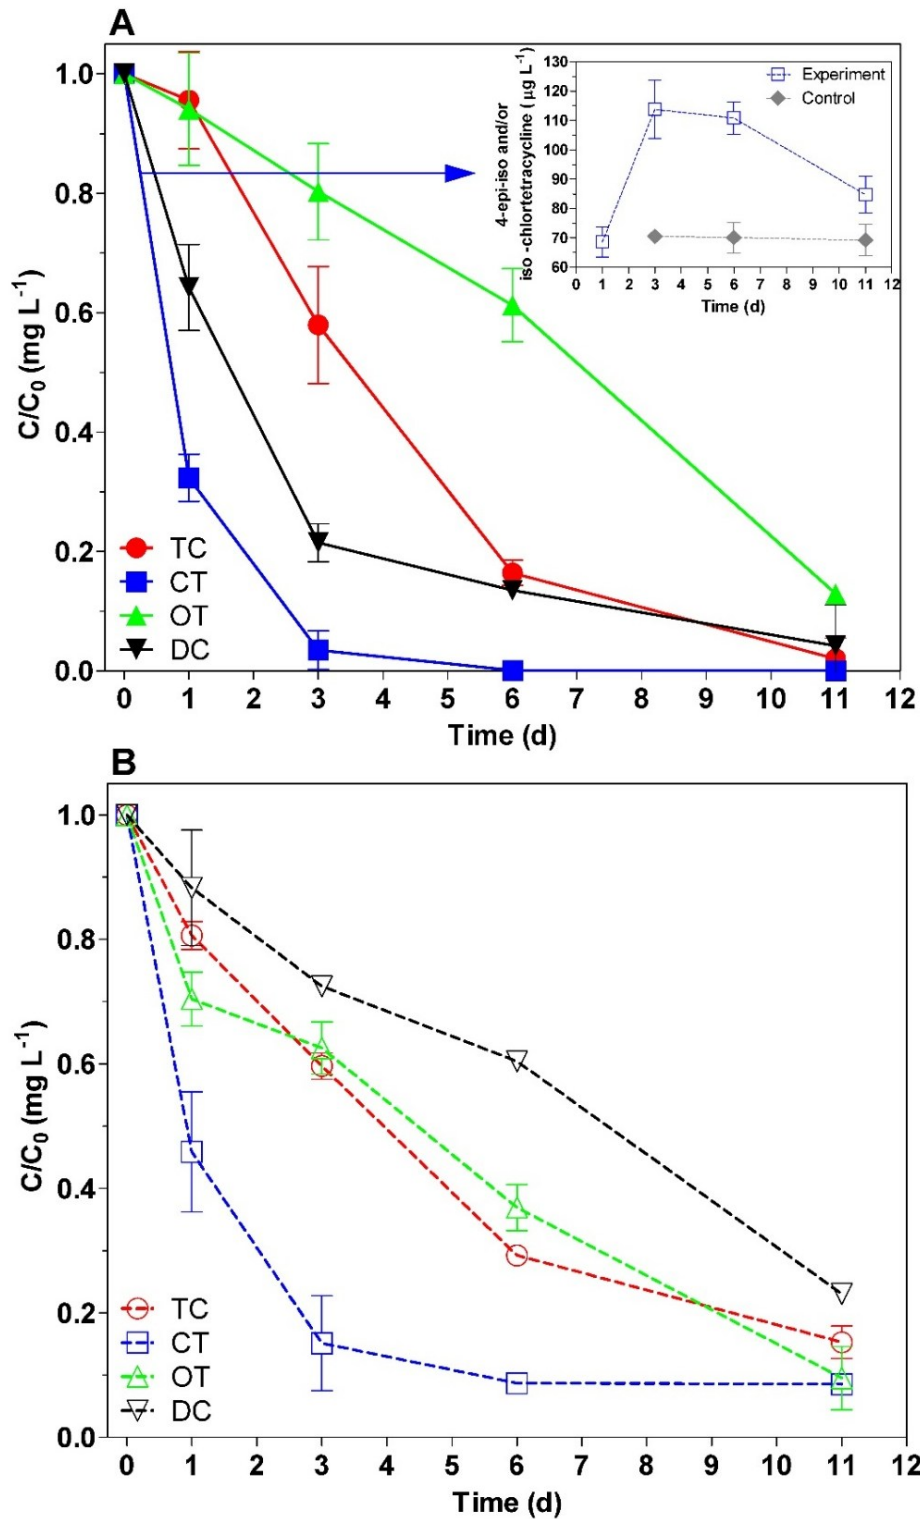 A
1.0
0.8
0.6
0.4
0.2
0.0
C/C₀ (mg L⁻¹)
0 1 2 3 4 5 6 7 8 9 10 11 12
Time (d)
TC
CT
OT
DC
4-epi-iso and/or
iso -chlortetracycline (μg L⁻¹)
130
120
110
100
90
80
70
60
0 1 2 3 4 5 6 7 8 9 10 11 12
Time (d)
Experiment
Control
B
1.0
0.8
0.6
0.4
0.2
0.0
C/C₀ (mg L⁻¹)
0 1 2 3 4 5 6 7 8 9 10 11 12
Time (d)
TC
CT
OT
DC